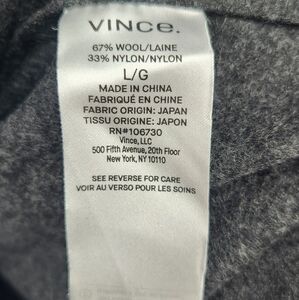 VINCE.
67% WOOL/LAINE
33% NYLON/NYLON
L/G
MADE IN CHINA
FABRIQUÉ EN CHINE
FABRIC ORIGIN: JAPAN
TISSU ORIGINE: JAPON
RN#106730
Vince, LLC
500 Fifth Avenue, 20th Floor
New York, NY 10110
SEE REVERSE FOR CARE
VOIR AU VERSO POUR LES SOINS